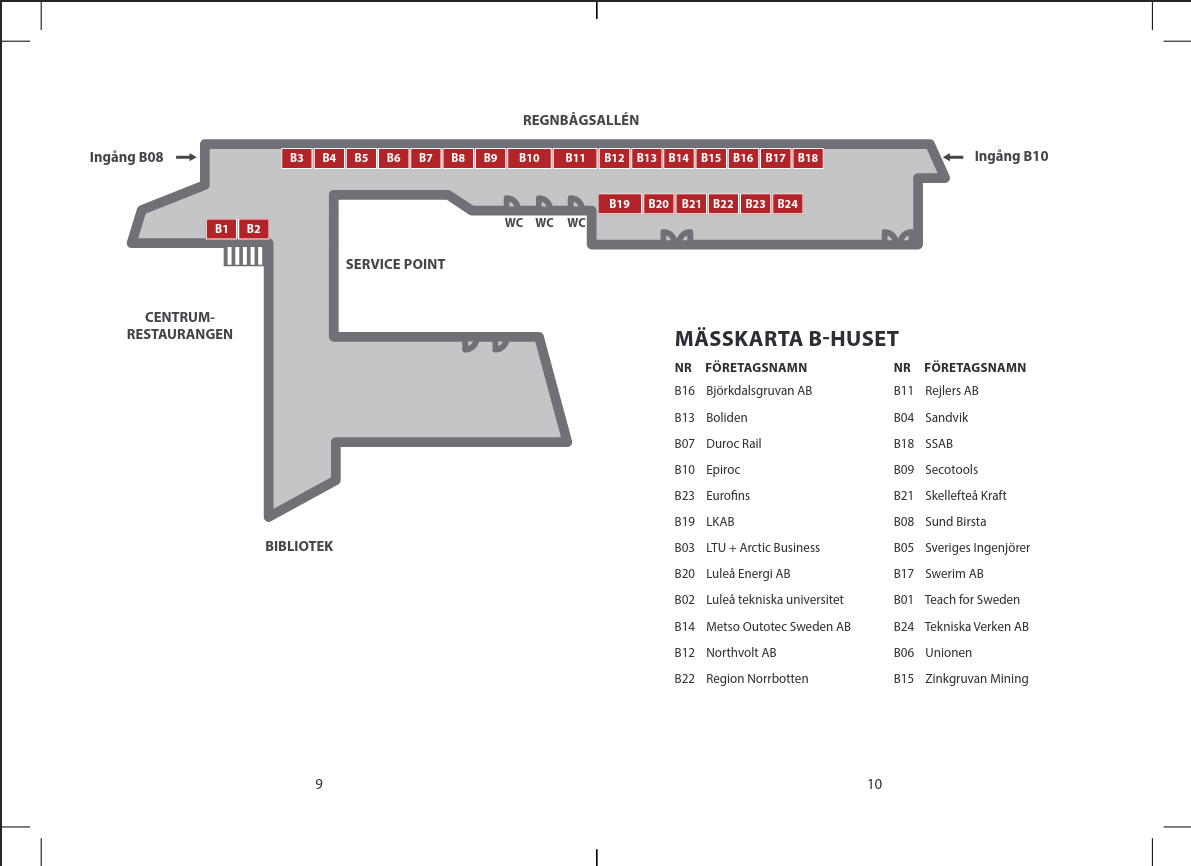 REGNBÅGSALLÉN
Ingång B08
B3 B4 B5 B6 B7 B8 B9 B10 B11 B12 B13 B14 B15 B16 B17 B18
Ingång B10
B19 B20 B21 B22 B23 B24
WC WC WC
B1 B2
SERVICE POINT
CENTRUM-
RESTAURANGEN
BIBLIOTEK
MÄSSKARTA B-HUSET
NR FÖRETAGSNAMN
B16 Björkdalsgruvan AB
B13 Boliden
B07 Duroc Rail
B10 Epiroc
B23 Eurofins
B19 LKAB
B03 LTU + Arctic Business
B20 Luleå Energi AB
B02 Luleå tekniska universitet
B14 Metso Outotec Sweden AB
B12 Northvolt AB
B22 Region Norrbotten
NR FÖRETAGSNAMN
B11 Rejlers AB
B04 Sandvik
B18 SSAB
B09 Secotools
B21 Skellefteå Kraft
B08 Sund Birsta
B05 Sveriges Ingenjörer
B17 Swerim AB
B01 Teach for Sweden
B24 Tekniska Verken AB
B06 Unionen
B15 Zinkgruvan Mining
9
10